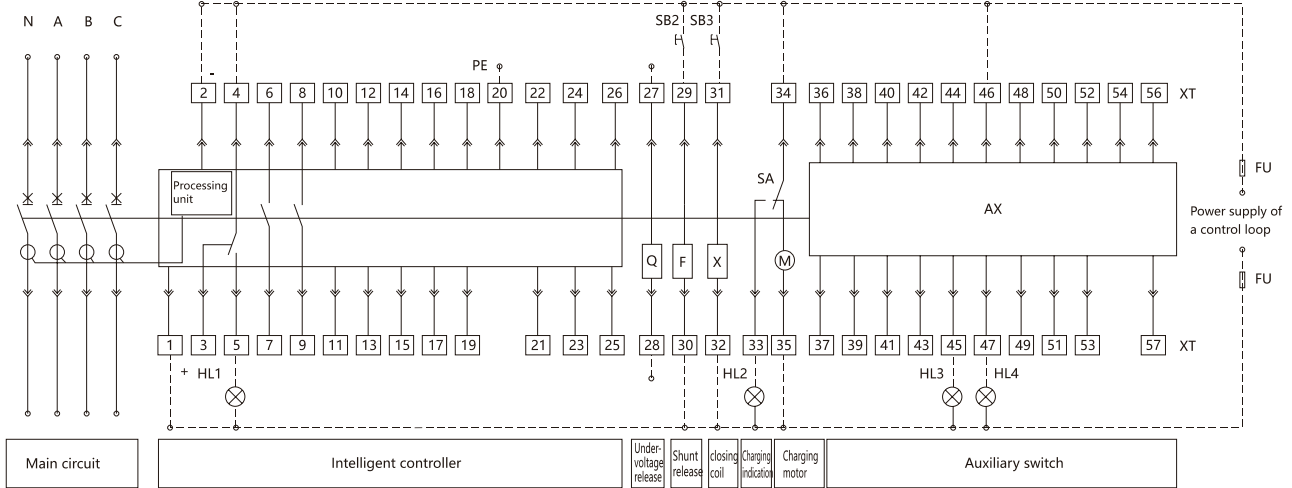 N A B C
SB2 SB3
PE
2 - 4 6 8 10 12 14 16 18 20 22 24 26 27 29 31 34 36 38 40 42 44 46 48 50 52 54 56 XT
Processing
unit
SA
AX
FU
Power supply of
a control loop
Q F X M
FU
1 3 5 7 9 11 13 15 17 19 21 23 25 28 30 32 33 35 37 39 41 43 45 47 49 51 53 57 XT
+ HL1 HL2 HL3 HL4
Main circuit
Intelligent controller
Under-
voltage
release
Shunt
release
closing
coil
Charging
indication
Charging
motor
Auxiliary switch